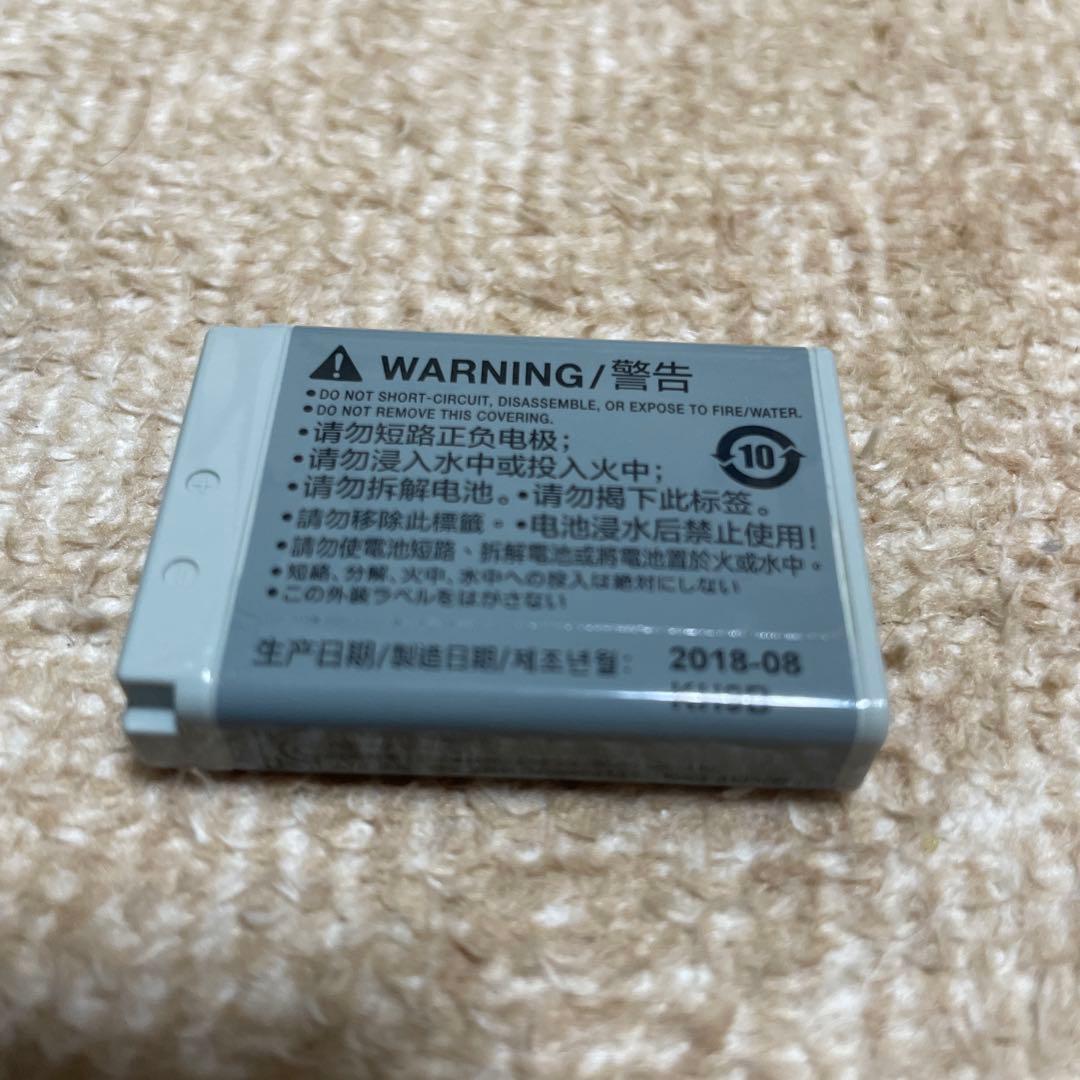 WARNING/警告
• DO NOT SHORT-CIRCUIT, DISASSEMBLE, OR EXPOSE TO FIRE/WATER.
• DO NOT REMOVE THIS COVERING.
•请勿短路正负电极；
•请勿浸入水中或投入火中；
10
•请勿拆解电池。•请勿揭下此标签。
•請勿移除此標籤。•电池浸水后禁止使用!
•請勿使電池短路、拆解電池或將電池置於火或水中。
•短絡、分解、火中、水中への投入は絶対にしない
•この外装ラベルをはがさない
生产日期/製造日期/제조년월: 2018-08